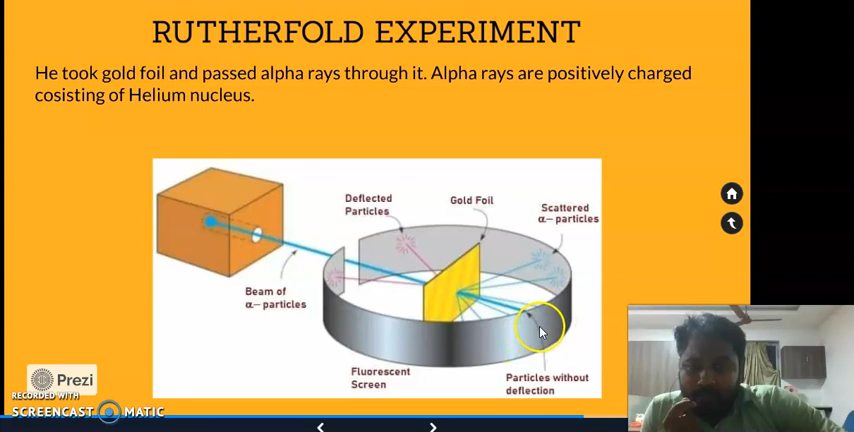 RUTHERFOLD EXPERIMENT
He took gold foil and passed alpha rays through it. Alpha rays are positively charged
cosisting of Helium nucleus.
Deflected
Particles
Gold Foil
Scattered
α– particles
Beam of
α– particles
Fluorescent
Screen
Particles without
deflection
Prezi
RECORDED WITH
SCREENCAST MATIC